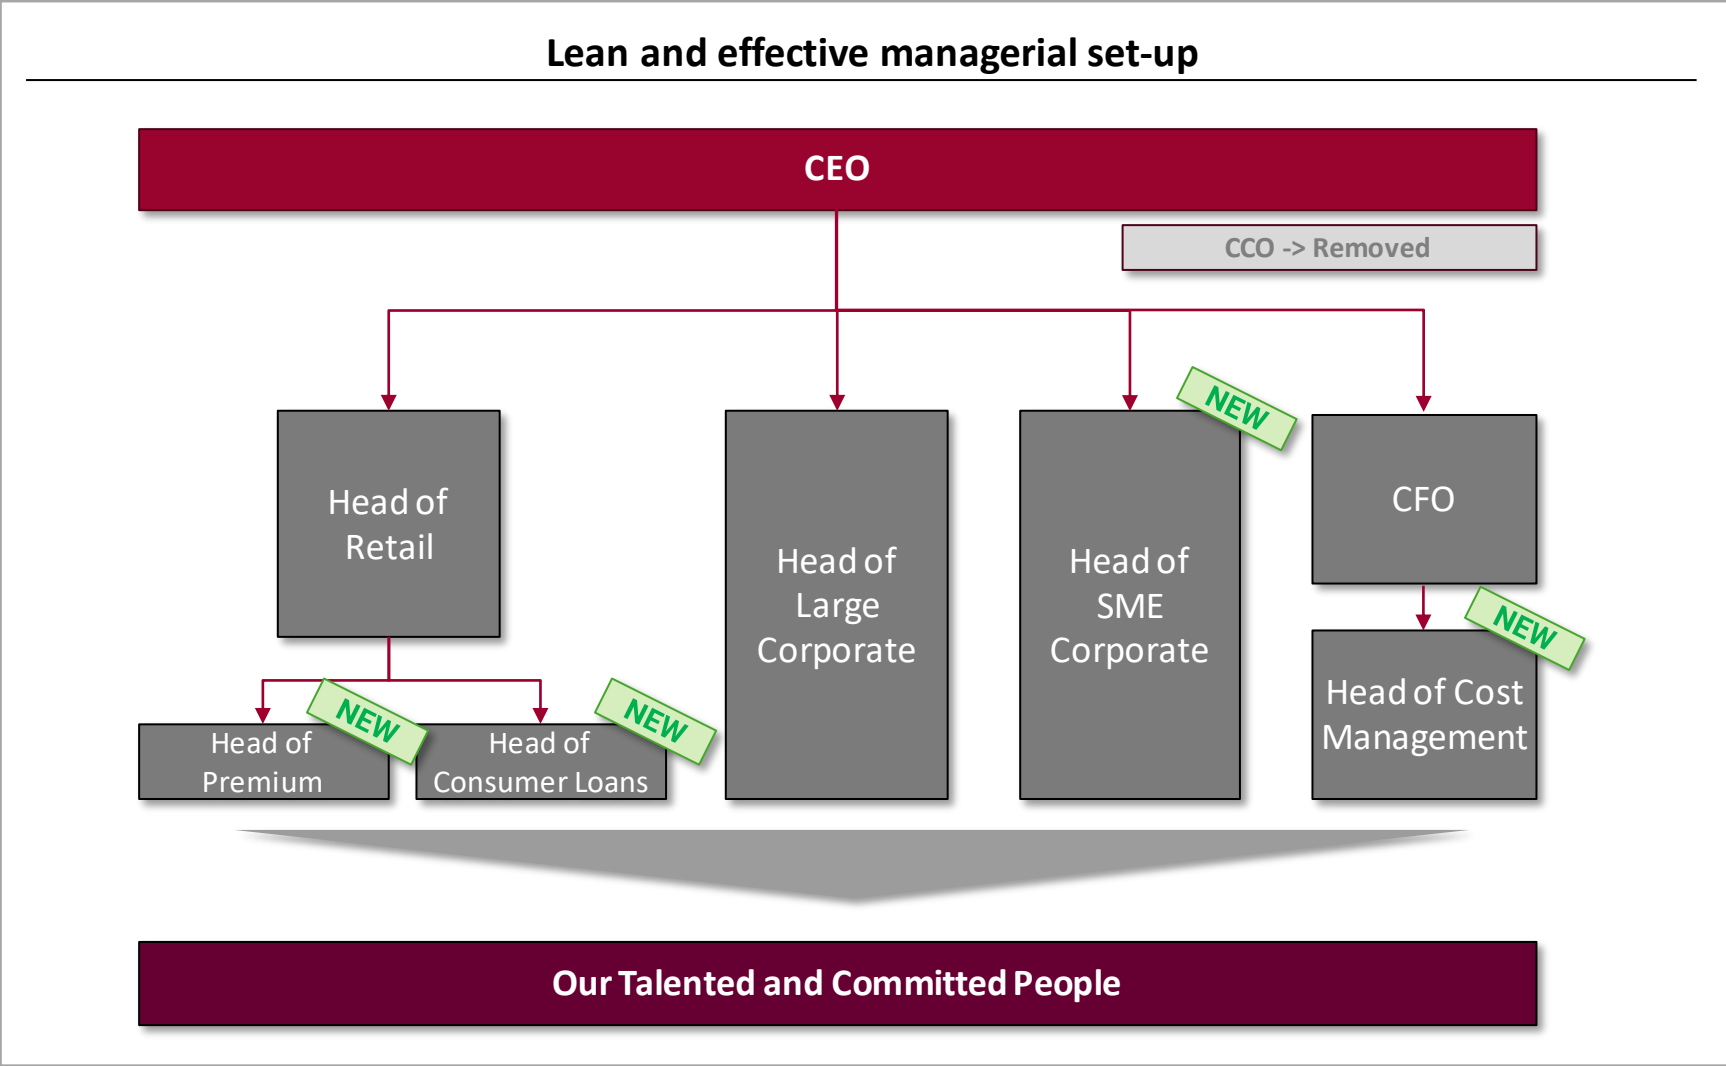 Lean and effective managerial set-up
CEO
CCO -> Removed
Head of
Retail
Head of
Large
Corporate
NEW
Head of
SME
Corporate
CFO
NEW
Head of Cost
Management
NEW
Head of
Premium
NEW
Head of
Consumer Loans
Our Talented and Committed People